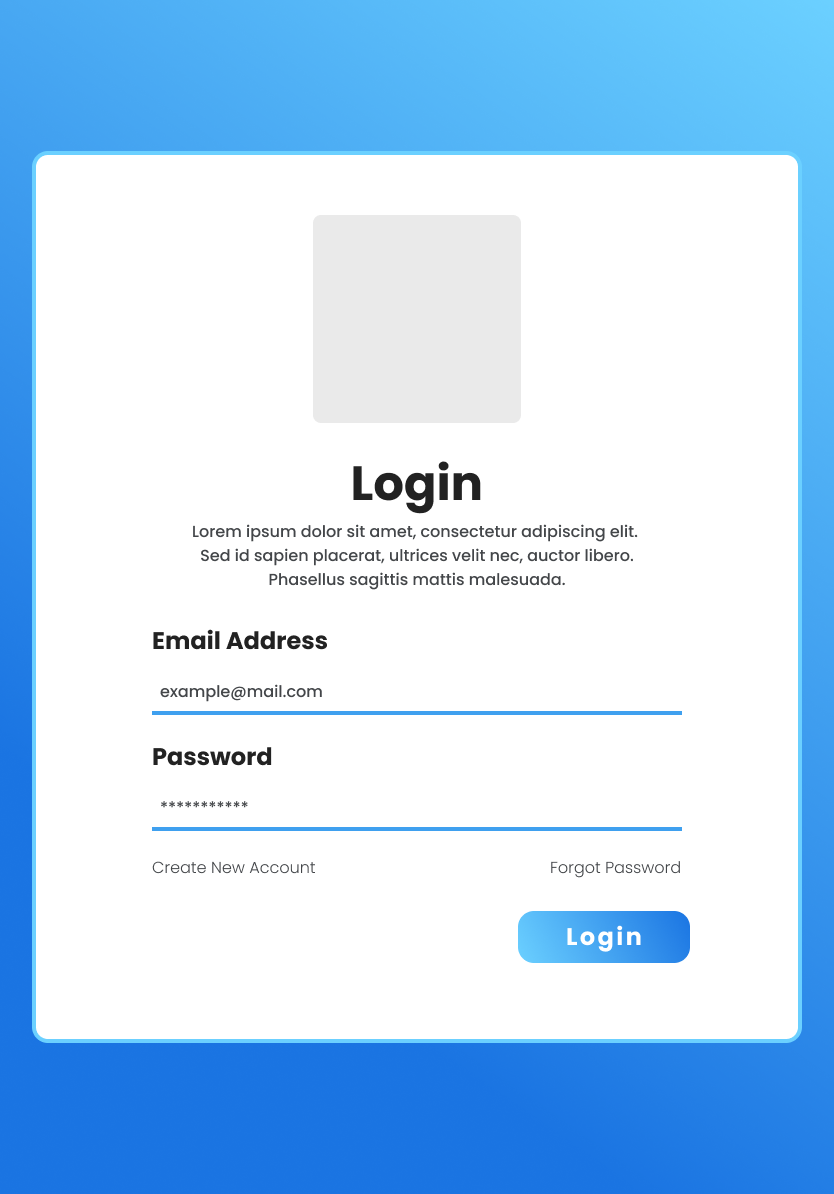 Login
Lorem ipsum dolor sit amet, consectetur adipiscing elit.
Sed id sapien placerat, ultrices velit nec, auctor libero.
Phasellus sagittis mattis malesuada.
Email Address
example@mail.com
Password
***********
Create New Account
Forgot Password
Login